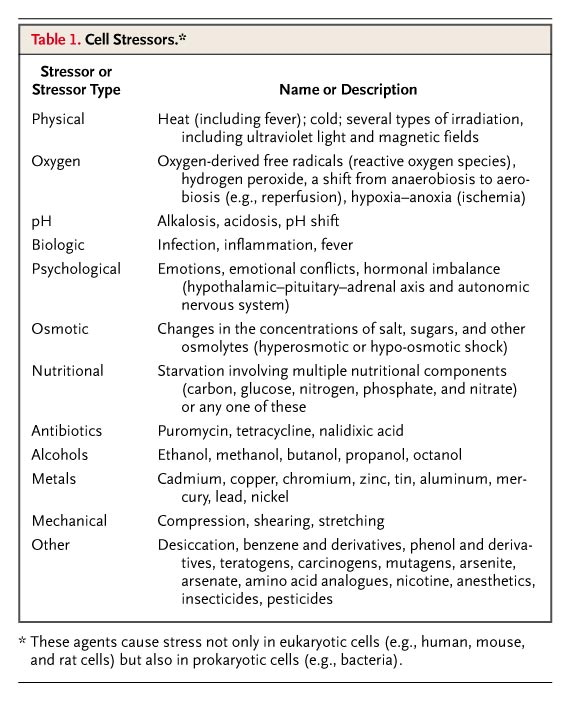 Table 1. Cell Stressors.*
Stressor or
Stressor Type
Name or Description
Physical
Heat (including fever); cold; several types of irradiation,
including ultraviolet light and magnetic fields
Oxygen
Oxygen-derived free radicals (reactive oxygen species),
hydrogen peroxide, a shift from anaerobiosis to aero-
biosis (e.g., reperfusion), hypoxia–anoxia (ischemia)
pH
Alkalosis, acidosis, pH shift
Biologic
Infection, inflammation, fever
Psychological
Emotions, emotional conflicts, hormonal imbalance
(hypothalamic–pituitary–adrenal axis and autonomic
nervous system)
Osmotic
Changes in the concentrations of salt, sugars, and other
osmolytes (hyperosmotic or hypo-osmotic shock)
Nutritional
Starvation involving multiple nutritional components
(carbon, glucose, nitrogen, phosphate, and nitrate)
or any one of these
Antibiotics
Puromycin, tetracycline, nalidixic acid
Alcohols
Ethanol, methanol, butanol, propanol, octanol
Metals
Cadmium, copper, chromium, zinc, tin, aluminum, mer-
cury, lead, nickel
Mechanical
Compression, shearing, stretching
Other
Desiccation, benzene and derivatives, phenol and deriva-
tives, teratogens, carcinogens, mutagens, arsenite,
arsenate, amino acid analogues, nicotine, anesthetics,
insecticides, pesticides
* These agents cause stress not only in eukaryotic cells (e.g., human, mouse,
and rat cells) but also in prokaryotic cells (e.g., bacteria).